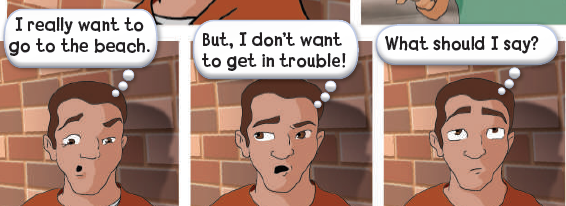 I really want to
go to the beach.
But, I don't want
to get in trouble!
What should I say?